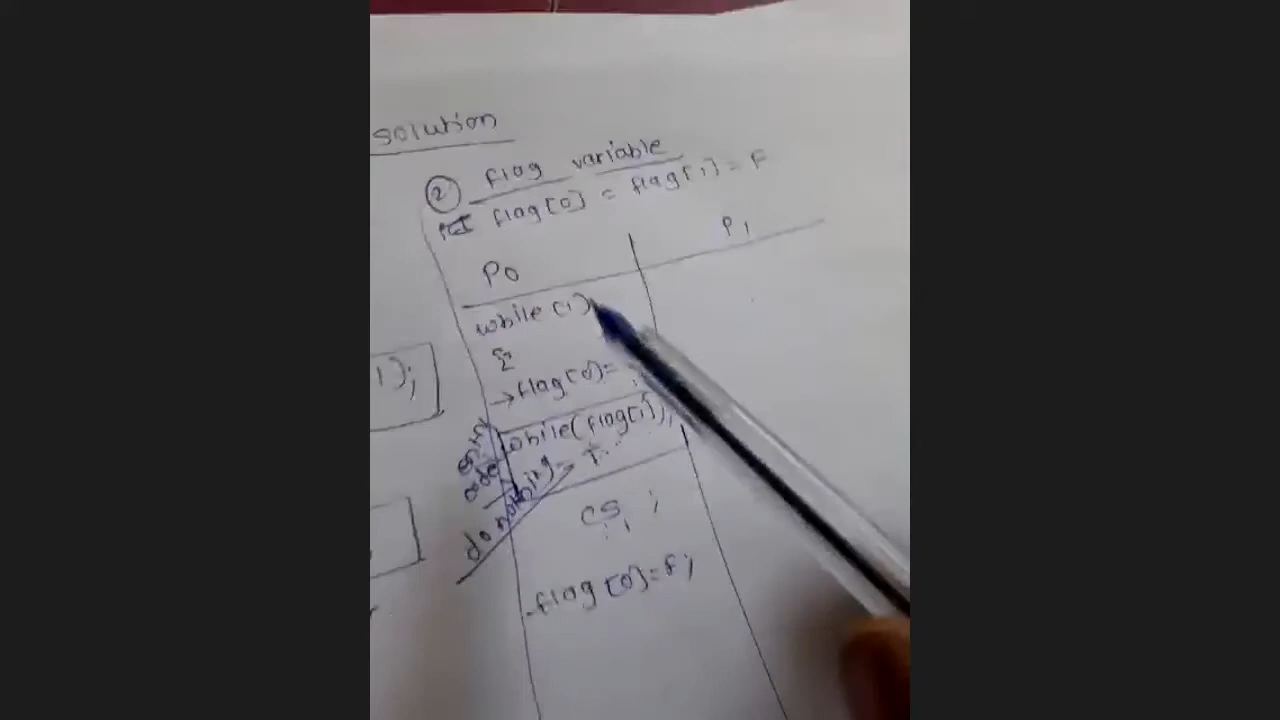 solution
② flag variable
flag[0] = flag[1] = F
P0 P1
while (1)
{
→ flag[0] =
1);
while(flag[1]);
entry
code
do nothing = T
CS ;
flag[0] = F;